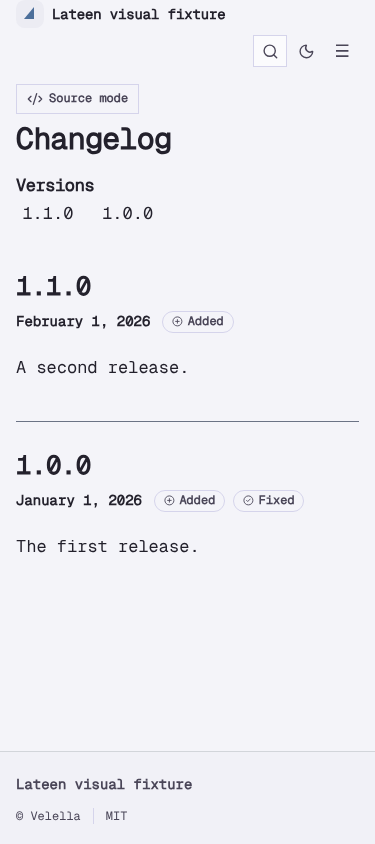 Lateen visual fixture
Source mode
Changelog
Versions
1.1.0 1.0.0
1.1.0
February 1, 2026 Added
A second release.
1.0.0
January 1, 2026 Added Fixed
The first release.
Lateen visual fixture
© Velella MIT